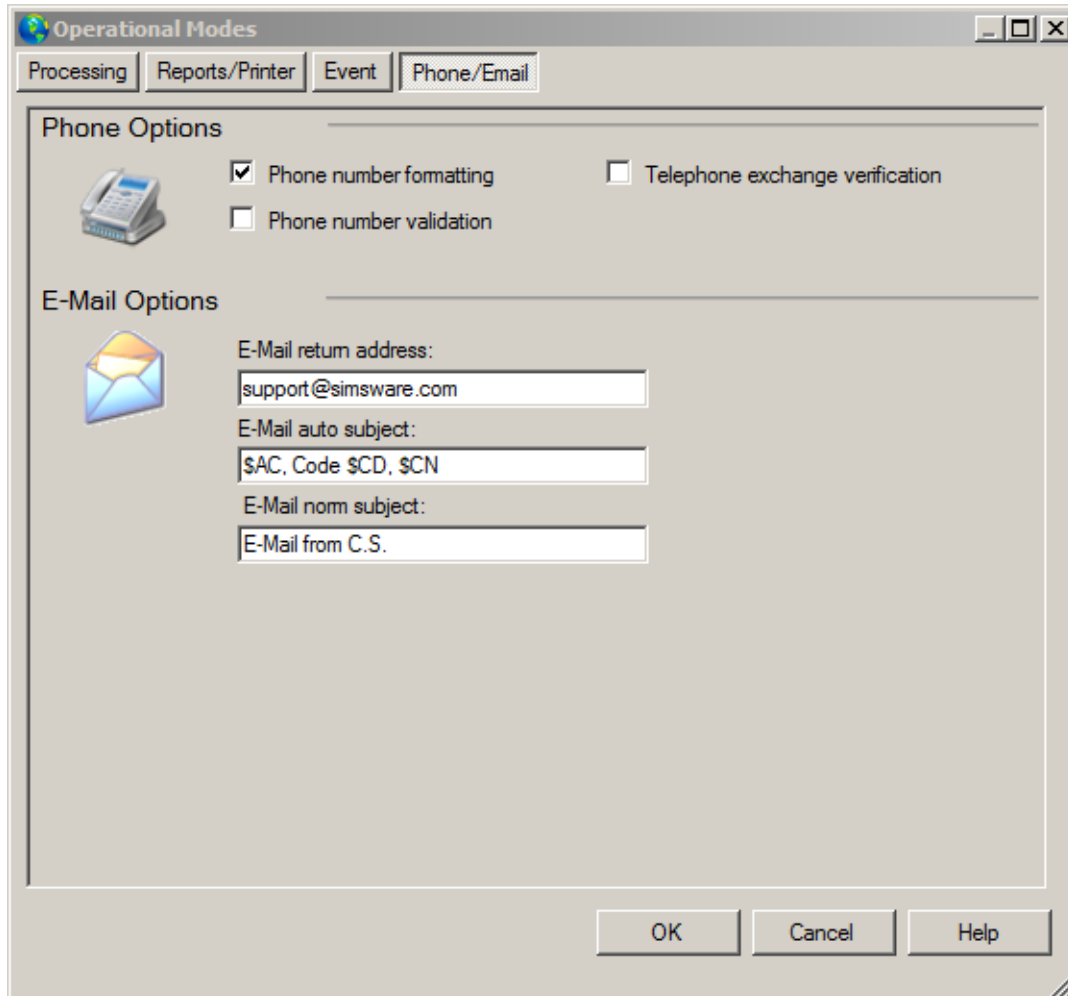 Operational Modes
Processing Reports/Printer Event Phone/Email
Phone Options
Phone number formatting Telephone exchange verification
Phone number validation
E-Mail Options
E-Mail return address:
support@simsware.com
E-Mail auto subject:
$AC, Code $CD, $CN
E-Mail norm subject:
E-Mail from C.S.
OK Cancel Help